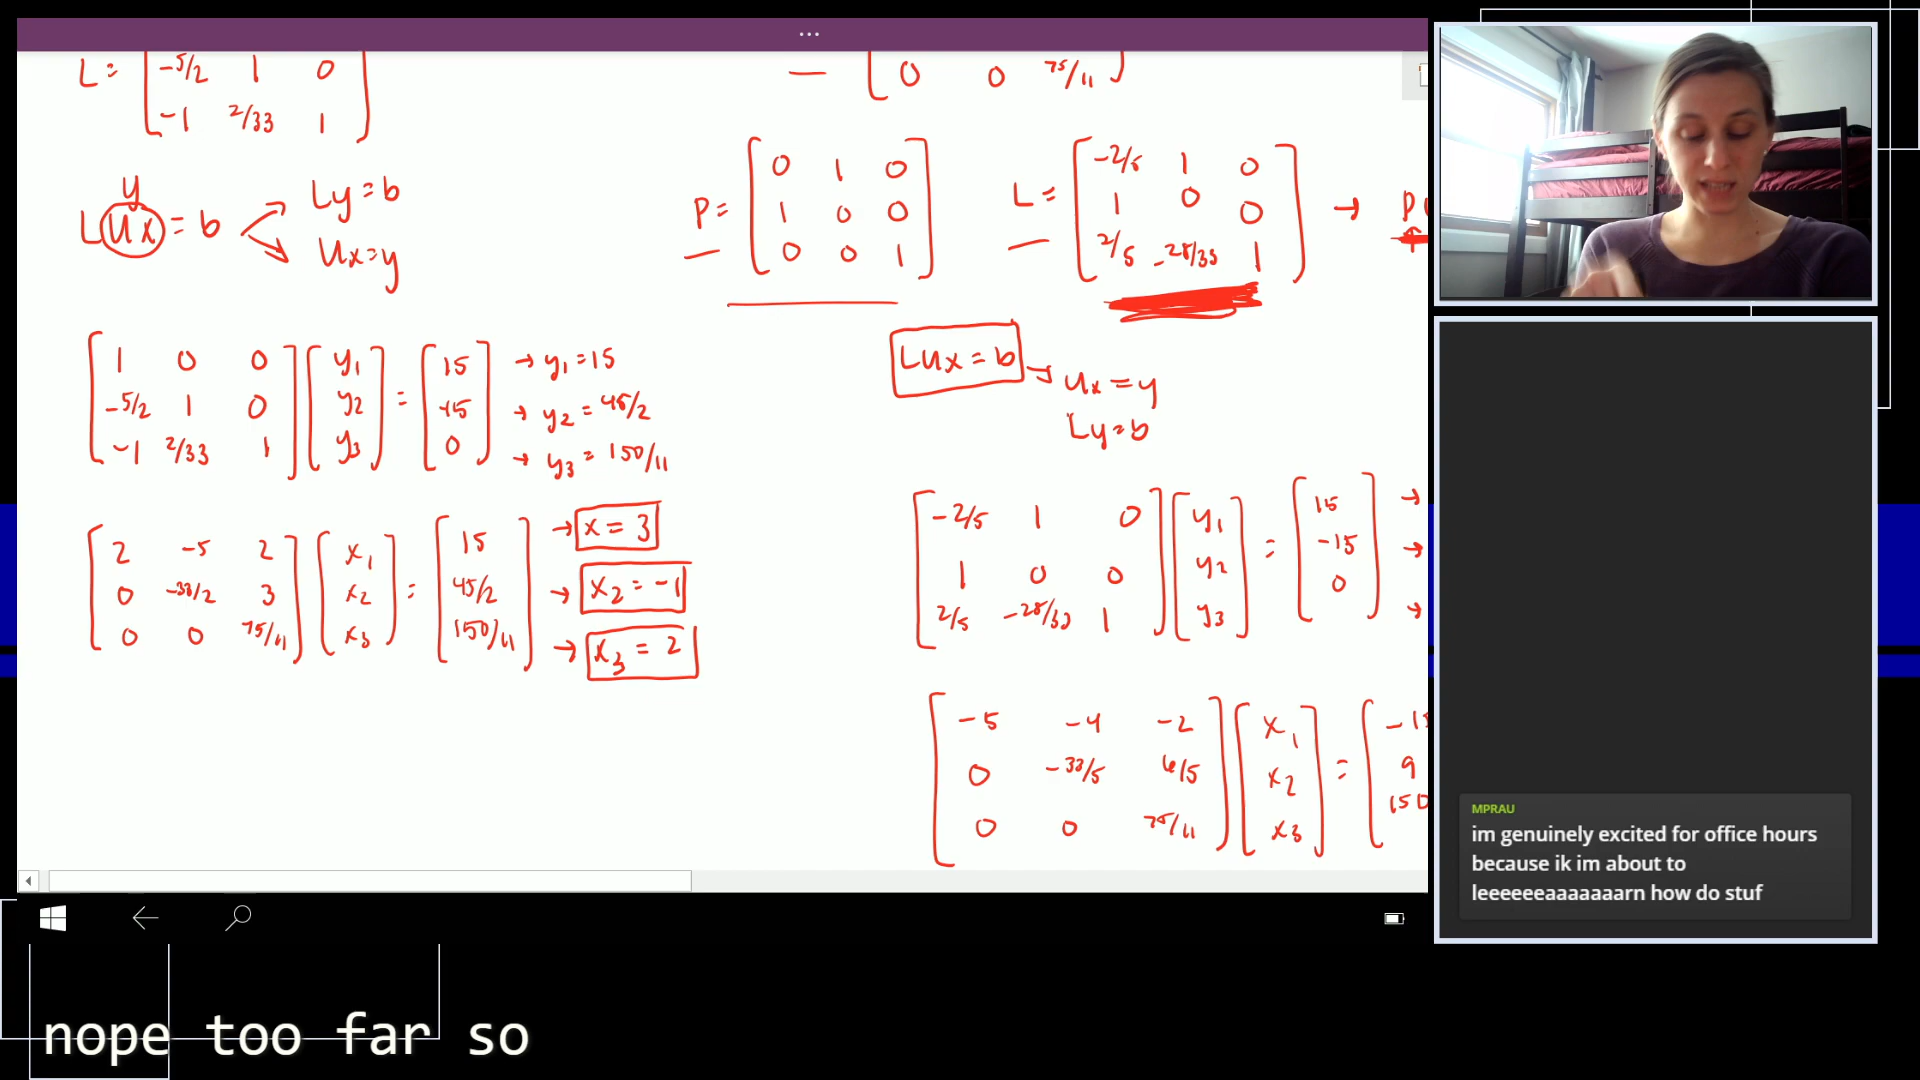 ...
L = [ -5/2 1 0
-1 2/33 1 ]
y
LUx = b
Ly = b
Ux = y
[ 1 0 0
-5/2 1 0
-1 2/33 1 ] [ y1
y2
y3 ] = [ 15
-15
0 ]
→ y1 = 15
→ y2 = 45/2
→ y3 = 150/11
[ 2 -5 2
0 -33/2 3
0 0 75/11 ] [ x1
x2
x3 ] = [ 15
45/2
150/11 ]
→ x = 3
→ x2 = -1
→ x3 = 2
[ 0 0 75/11 ]
P = [ 0 1 0
1 0 0
0 0 1 ]
L = [ -2/5 1 0
1 0 0
2/5 -28/33 1 ] →
LUx = b
→ Ux = y
Ly = b
[ -2/5 1 0
1 0 0
2/5 -28/33 1 ] [ y1
y2
y3 ] = [ 15
-15
0 ] →
→
→
[ -5 -4 -2
0 -33/5 6/5
0 0 75/11 ] [ x1
x2
x3 ] = [ -15
9
150
MPRAU
im genuinely excited for office hours
because ik im about to
leeeeeeaaaaaaarn how do stuf
nope too far so